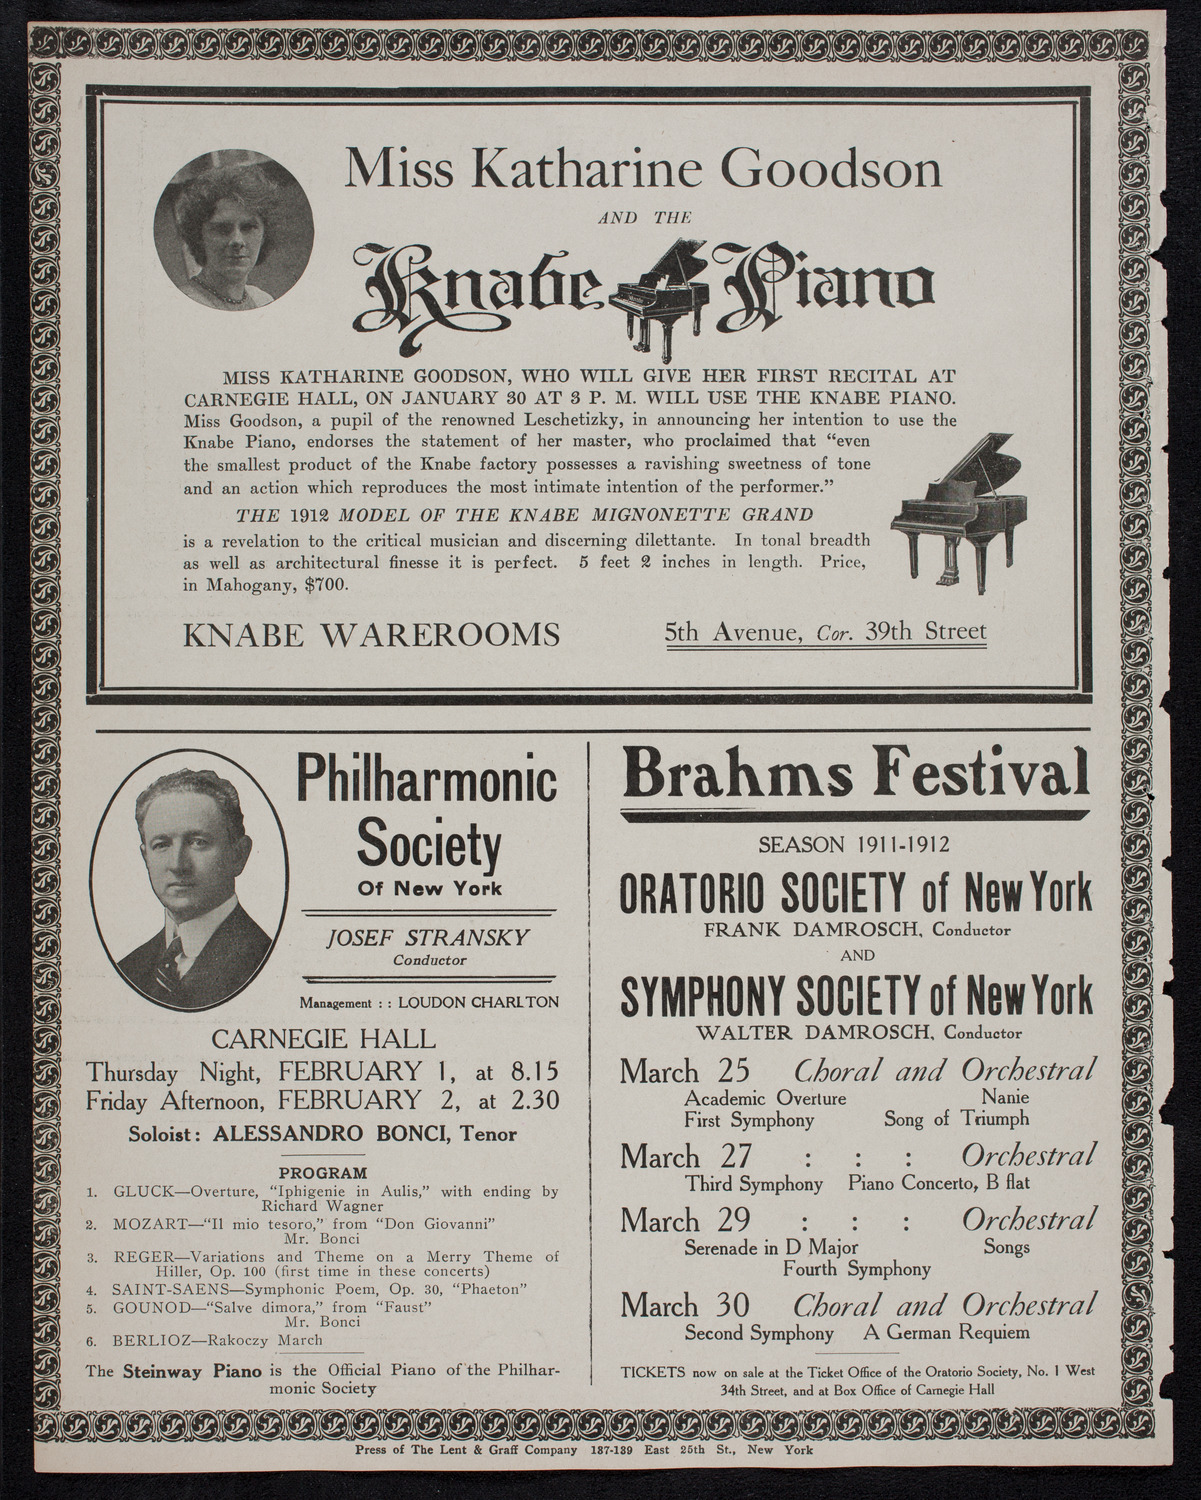 Miss Katharine Goodson
AND THE
Knabe Piano
MISS KATHARINE GOODSON, WHO WILL GIVE HER FIRST RECITAL AT
CARNEGIE HALL, ON JANUARY 30 AT 3 P. M. WILL USE THE KNABE PIANO.
Miss Goodson, a pupil of the renowned Leschetizky, in announcing her intention to use the
Knabe Piano, endorses the statement of her master, who proclaimed that “even
the smallest product of the Knabe factory possesses a ravishing sweetness of tone
and an action which reproduces the most intimate intention of the performer.”
THE 1912 MODEL OF THE KNABE MIGNONETTE GRAND
is a revelation to the critical musician and discerning dilettante. In tonal breadth
as well as architectural finesse it is perfect. 5 feet 2 inches in length. Price,
in Mahogany, $700.
KNABE WAREROOMS 5th Avenue, Cor. 39th Street
Philharmonic
Society
Of New York
JOSEF STRANSKY
Conductor
Management : : LOUDON CHARLTON
CARNEGIE HALL
Thursday Night, FEBRUARY 1, at 8.15
Friday Afternoon, FEBRUARY 2, at 2.30
Soloist: ALESSANDRO BONCI, Tenor
PROGRAM
1. GLUCK—Overture, “Iphigenie in Aulis,” with ending by
Richard Wagner
2. MOZART—“Il mio tesoro,” from “Don Giovanni”
Mr. Bonci
3. REGER—Variations and Theme on a Merry Theme of
Hiller, Op. 100 (first time in these concerts)
4. SAINT-SAENS—Symphonic Poem, Op. 30, “Phaeton”
5. GOUNOD—“Salve dimora,” from “Faust”
Mr. Bonci
6. BERLIOZ—Rakoczy March
The Steinway Piano is the Official Piano of the Philhar-
monic Society
Brahms Festival
SEASON 1911-1912
ORATORIO SOCIETY of New York
FRANK DAMROSCH, Conductor
AND
SYMPHONY SOCIETY of New York
WALTER DAMROSCH, Conductor
March 25 Choral and Orchestral
Academic Overture Nanie
First Symphony Song of Triumph
March 27 : : : Orchestral
Third Symphony Piano Concerto, B flat
March 29 : : : Orchestral
Serenade in D Major Songs
Fourth Symphony
March 30 Choral and Orchestral
Second Symphony A German Requiem
TICKETS now on sale at the Ticket Office of the Oratorio Society, No. 1 West
34th Street, and at Box Office of Carnegie Hall
Press of The Lent & Graff Company 137-139 East 25th St., New York